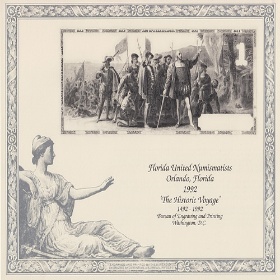 Florida United Numismatists
Orlando, Florida
1992
"The Historic Voyage"
1492 - 1992
Bureau of Engraving and Printing
Washington, D.C.